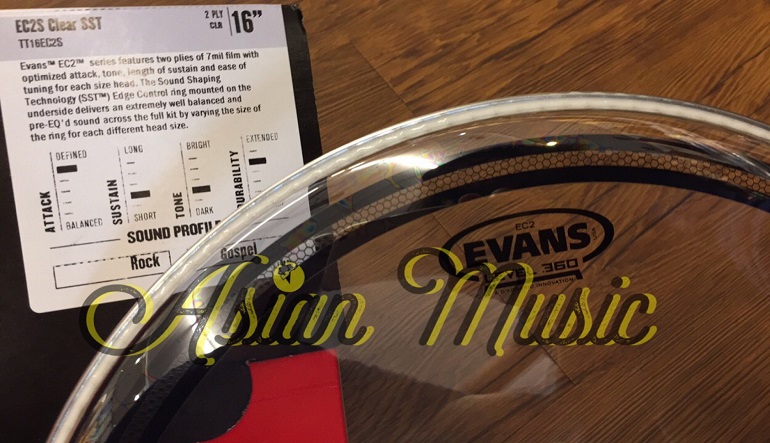 EC2S Clear SST
TT16EC2S
2 PLY
CLR
16”
Evans™ EC2™ series features two plies of 7mil film with
optimized attack, tone, length of sustain and ease of
tuning for each size head. The Sound Shaping
Technology (SST™) Edge Control ring mounted on the
underside delivers an extremely well balanced and
pre-EQ'd sound across the full kit by varying the size of
the ring for each different head size.
ATTACK
DEFINED
BALANCED
SUSTAIN
LONG
SHORT
TONE
BRIGHT
DARK
DURABILITY
EXTENDED
SOUND PROFILE
Rock
Gospel
EC2
EVANS
LEVEL 360
Asian Music